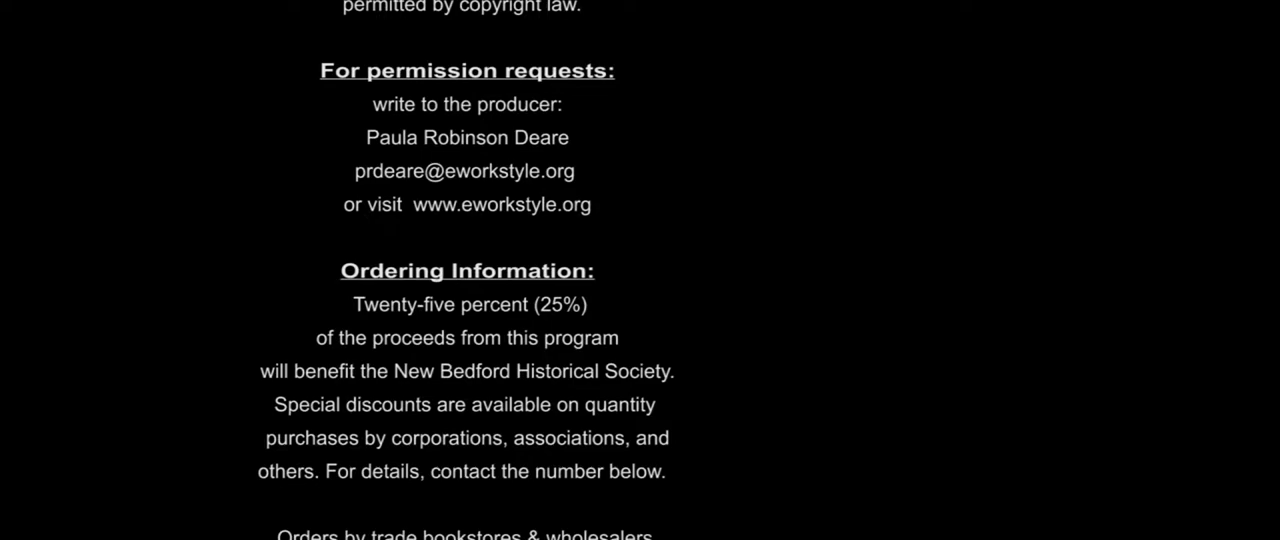 permitted by copyright law.
For permission requests:
write to the producer:
Paula Robinson Deare
prdeare@eworkstyle.org
or visit  www.eworkstyle.org
Ordering Information:
Twenty-five percent (25%)
of the proceeds from this program
will benefit the New Bedford Historical Society.
Special discounts are available on quantity
purchases by corporations, associations, and
others. For details, contact the number below.
Orders by trade bookstores & wholesalers